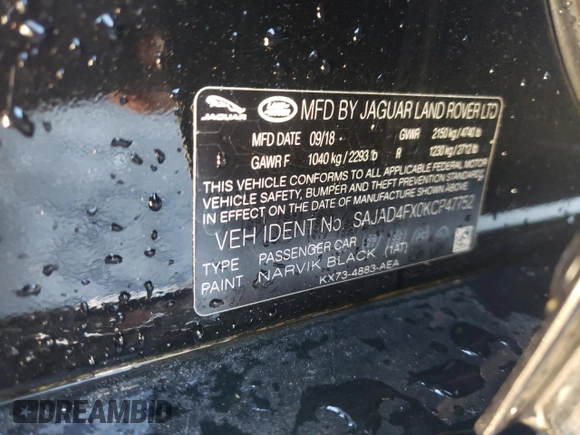 JAGUAR LAND ROVER MFD BY JAGUAR LAND ROVER LTD
MFD DATE 09/18 GVWR 2150 kg / 4740 lb
GAWR F 1040 kg / 2293 lb R 1230 kg / 2712 lb
THIS VEHICLE CONFORMS TO ALL APPLICABLE FEDERAL MOTOR
VEHICLE SAFETY, BUMPER AND THEFT PREVENTION STANDARDS
IN EFFECT ON THE DATE OF MANUFACTURE SHOWN ABOVE.
VEH IDENT No. SAJAD4FX0KCP47752
TYPE PASSENGER CAR
PAINT NARVIK BLACK (1AT)
KX73-4883-AEA
DREAMBID